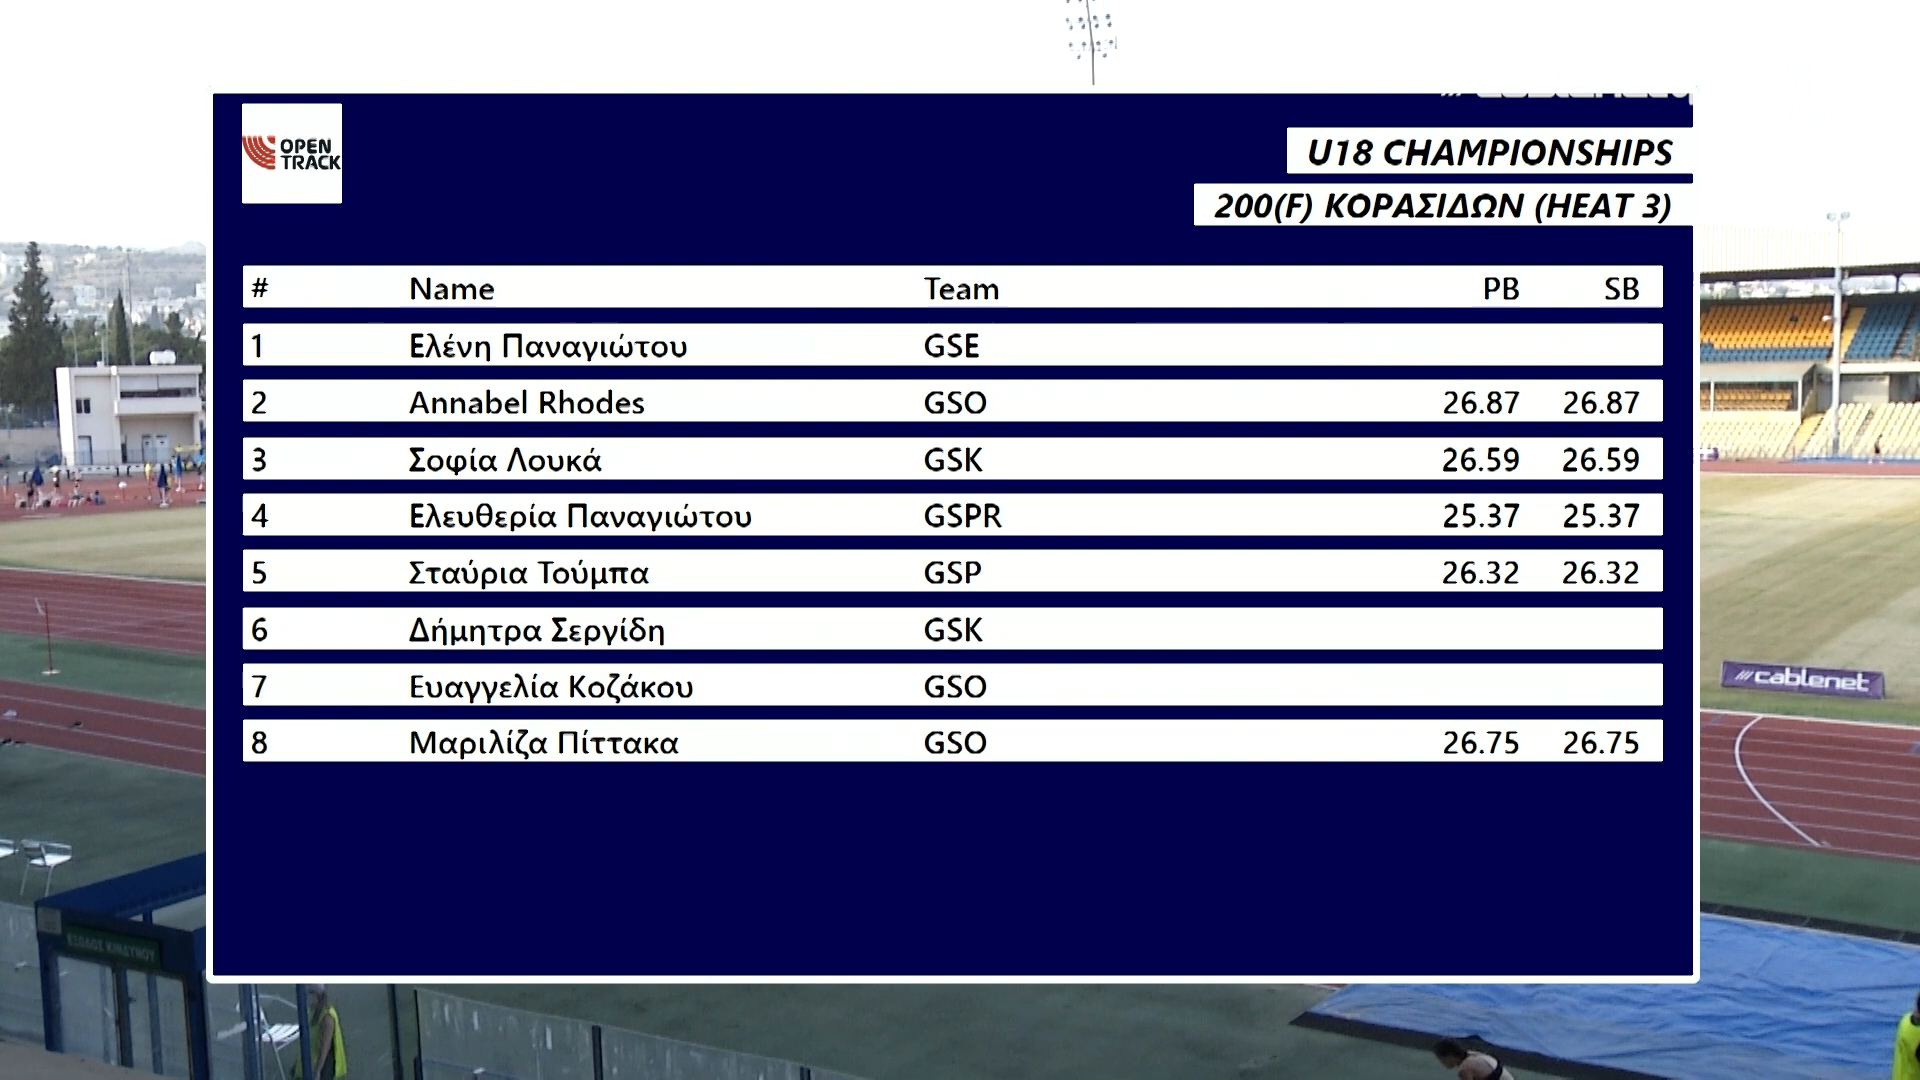 OPEN
TRACK
U18 CHAMPIONSHIPS
200(F) ΚΟΡΑΣΙΔΩΝ (HEAT 3)
# Name Team PB SB
1 Ελένη Παναγιώτου GSE
2 Annabel Rhodes GSO 26.87 26.87
3 Σοφία Λουκά GSK 26.59 26.59
4 Ελευθερία Παναγιώτου GSPR 25.37 25.37
5 Σταύρια Τούμπα GSP 26.32 26.32
6 Δήμητρα Σεργίδη GSK
7 Ευαγγελία Κοζάκου GSO
8 Μαριλίζα Πίττακα GSO 26.75 26.75
cablenet
ΕΞΟΔΟΣ ΚΙΝΔΥΝΟΥ